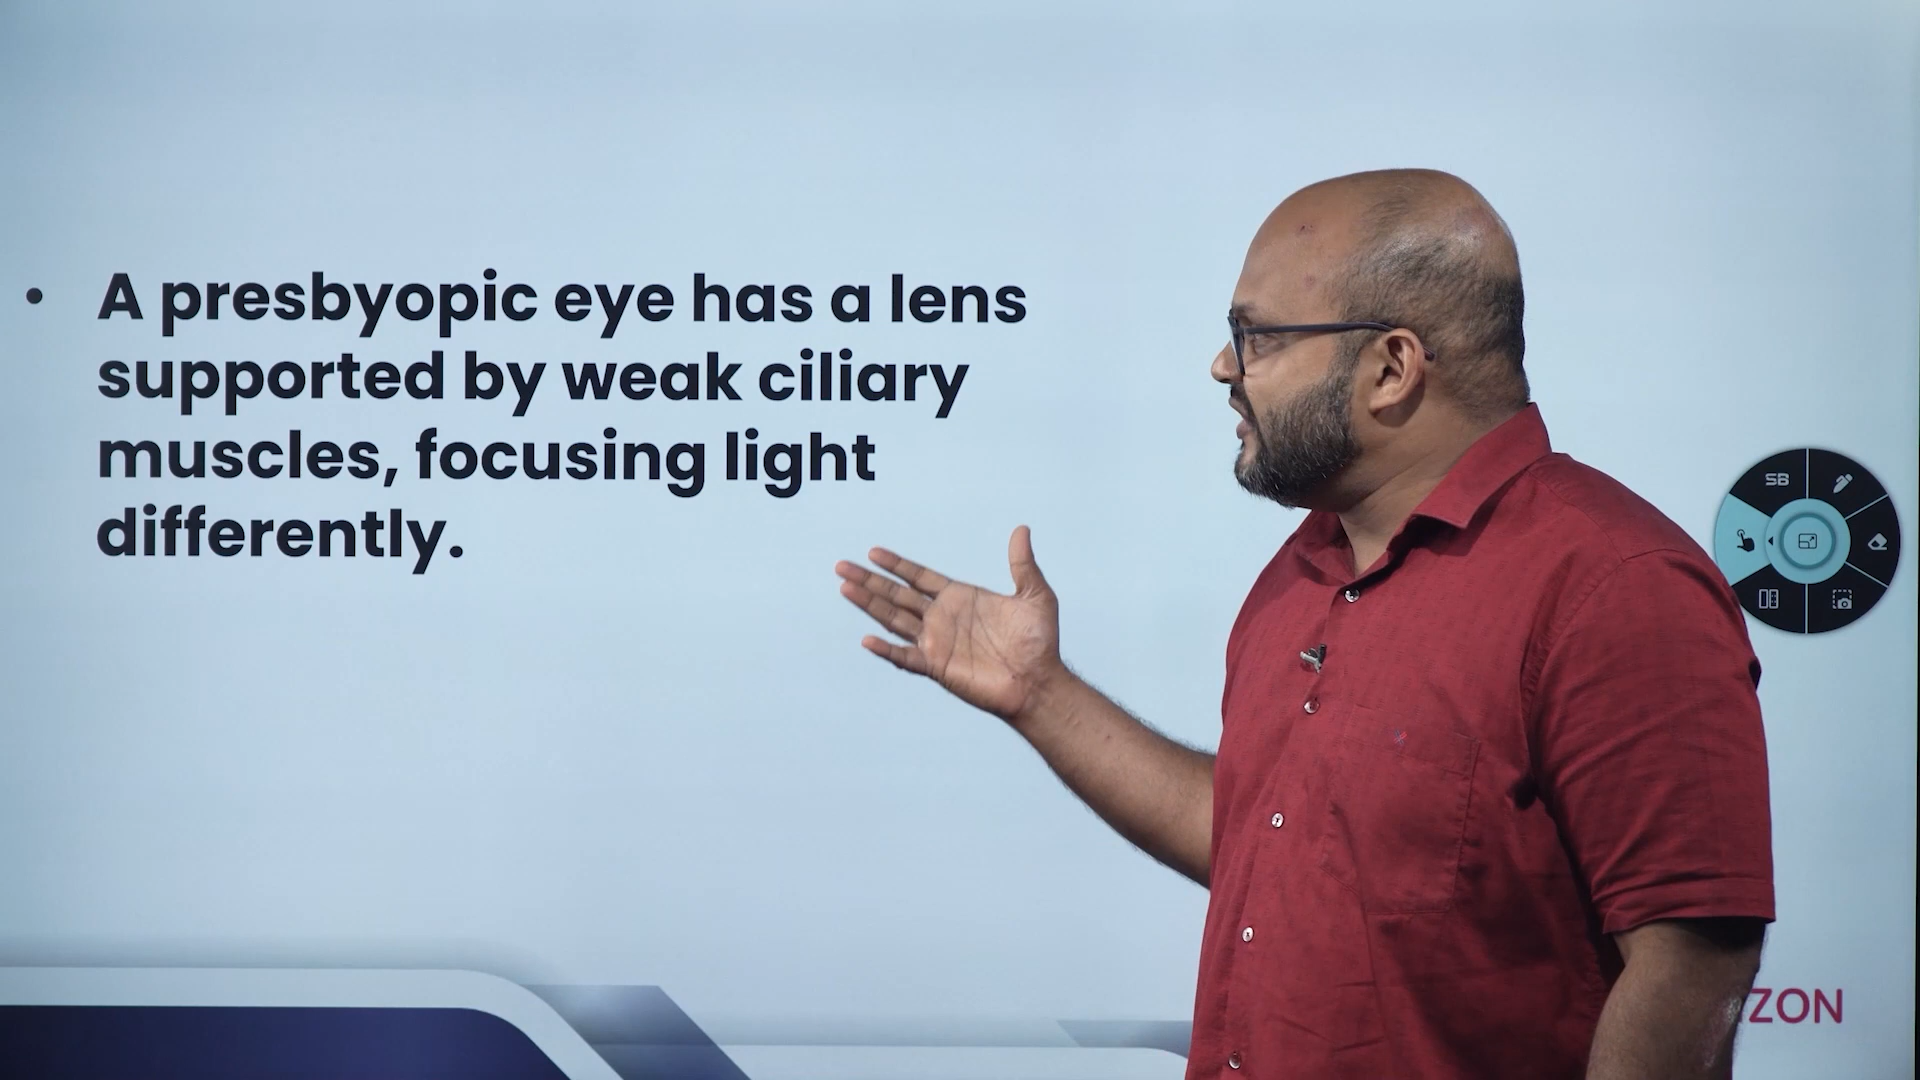 • A presbyopic eye has a lens
supported by weak ciliary
muscles, focusing light
differently.
SB
ZON